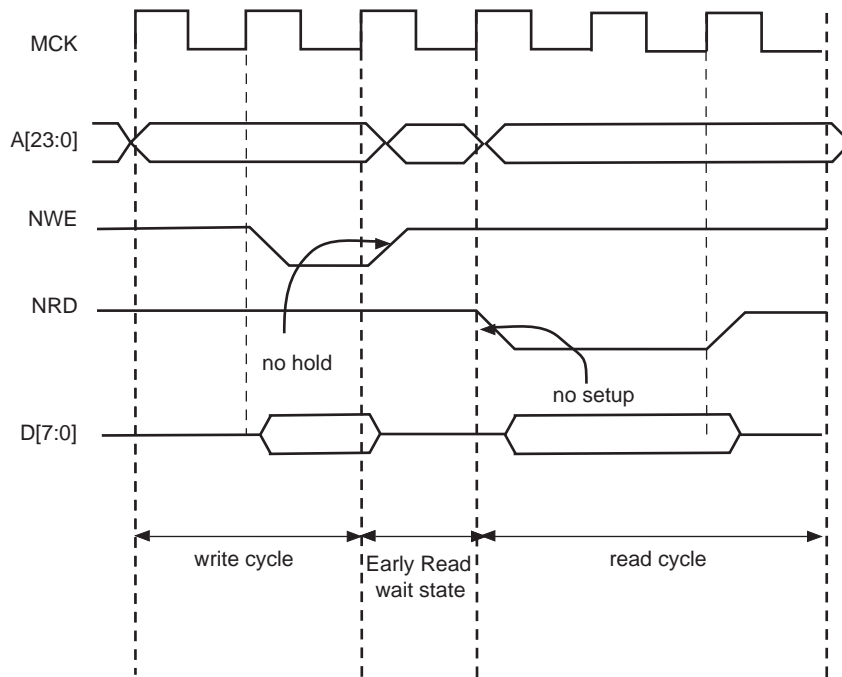 MCK
A[23:0]
NWE
NRD
no hold
no setup
D[7:0]
write cycle
Early Read
wait state
read cycle